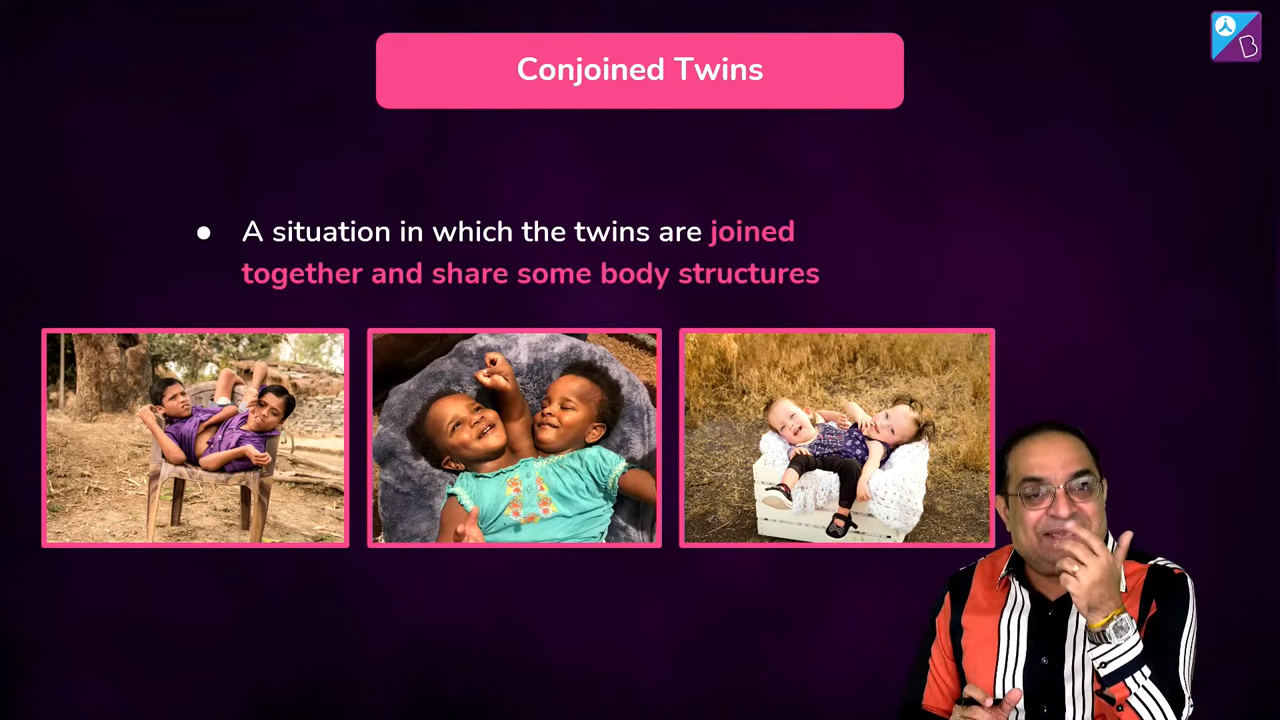 Conjoined Twins
● A situation in which the twins are joined
together and share some body structures
B